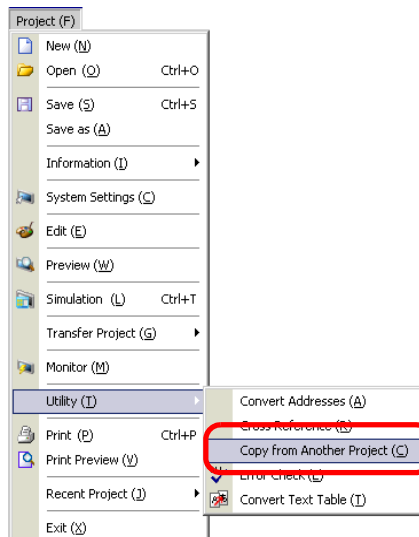 Project (F)
New (N)
Open (O) Ctrl+O
Save (S) Ctrl+S
Save as (A)
Information (I)
System Settings (C)
Edit (E)
Preview (W)
Simulation (L) Ctrl+T
Transfer Project (G)
Monitor (M)
Utility (T)
Convert Addresses (A)
Cross Reference (R)
Print (P) Ctrl+P
Copy from Another Project (C)
Print Preview (V)
Error Check (E)
Recent Project (J)
Convert Text Table (T)
Exit (X)